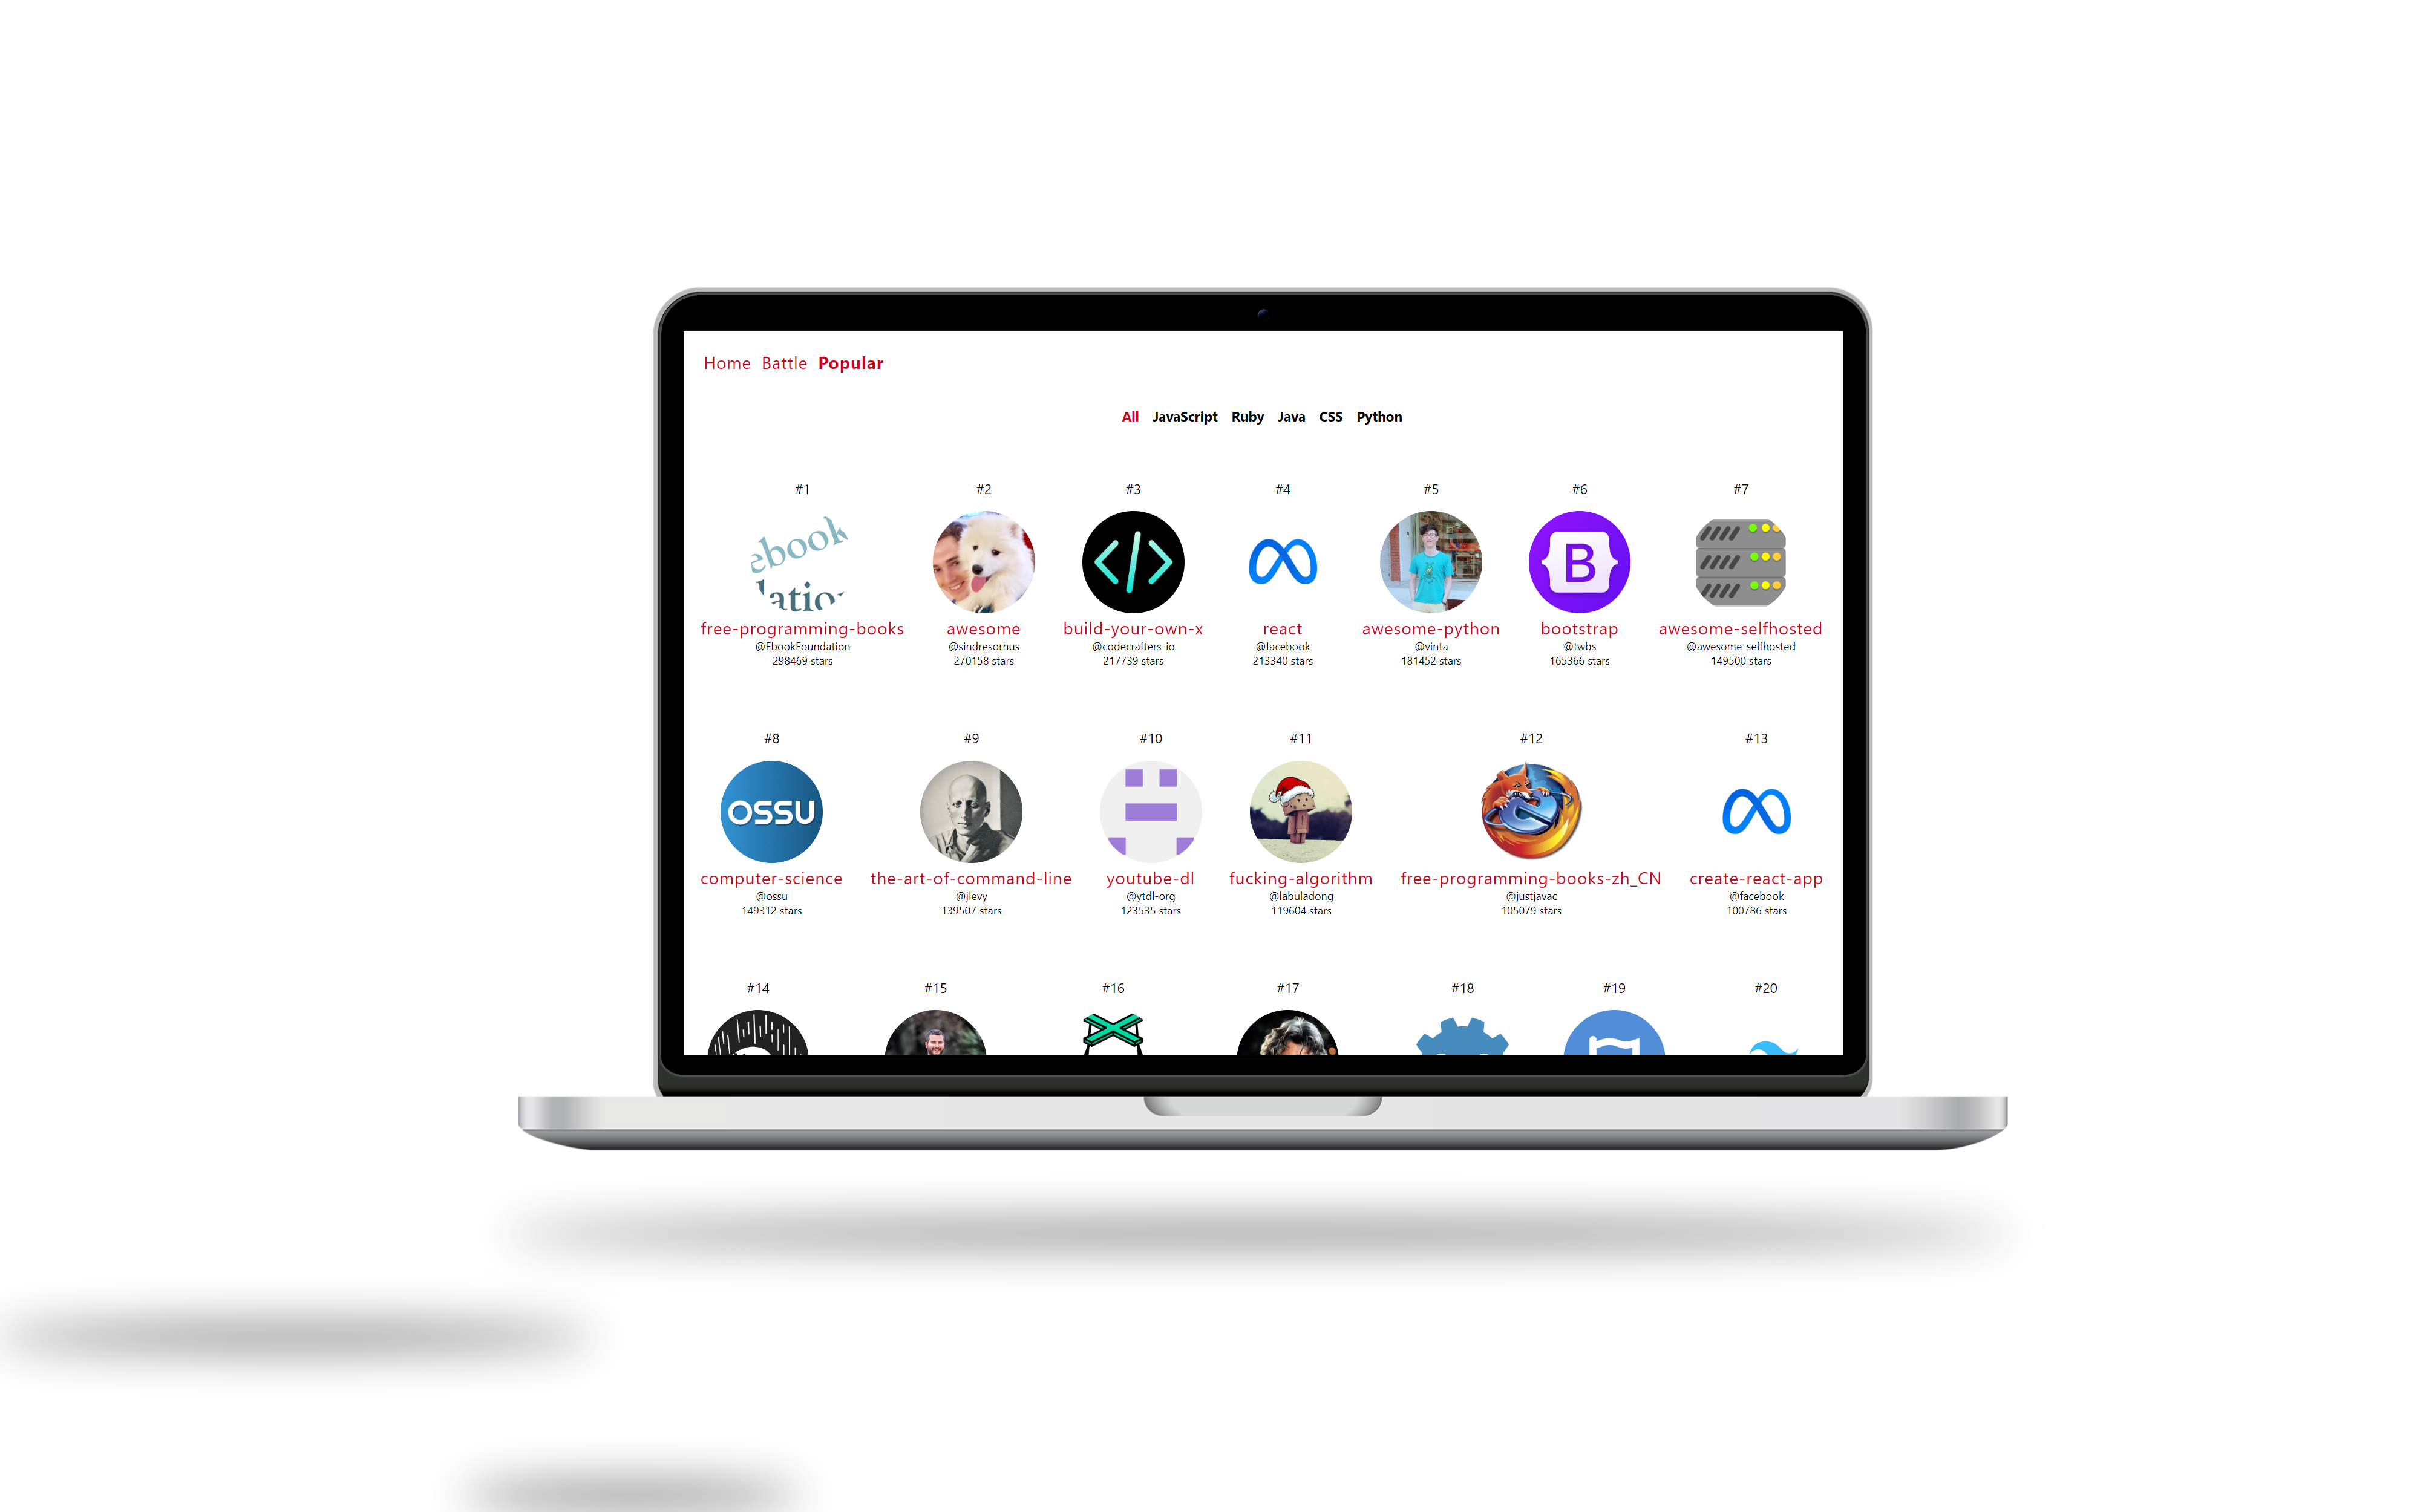 Home Battle Popular
All JavaScript Ruby Java CSS Python
#1 #2 #3 #4 #5 #6 #7
ebook
latio
B
free-programming-books awesome build-your-own-x react awesome-python bootstrap awesome-selfhosted
@EbookFoundation @sindresorhus @codecrafters-io @facebook @vinta @twbs @awesome-selfhosted
298469 stars 270158 stars 217739 stars 213340 stars 181452 stars 165366 stars 149500 stars
#8 #9 #10 #11 #12 #13
OSSU
computer-science the-art-of-command-line youtube-dl fucking-algorithm free-programming-books-zh_CN create-react-app
@ossu @jlevy @ytdl-org @labuladong @justjavac @facebook
149312 stars 139507 stars 123535 stars 119604 stars 105079 stars 100786 stars
#14 #15 #16 #17 #18 #19 #20